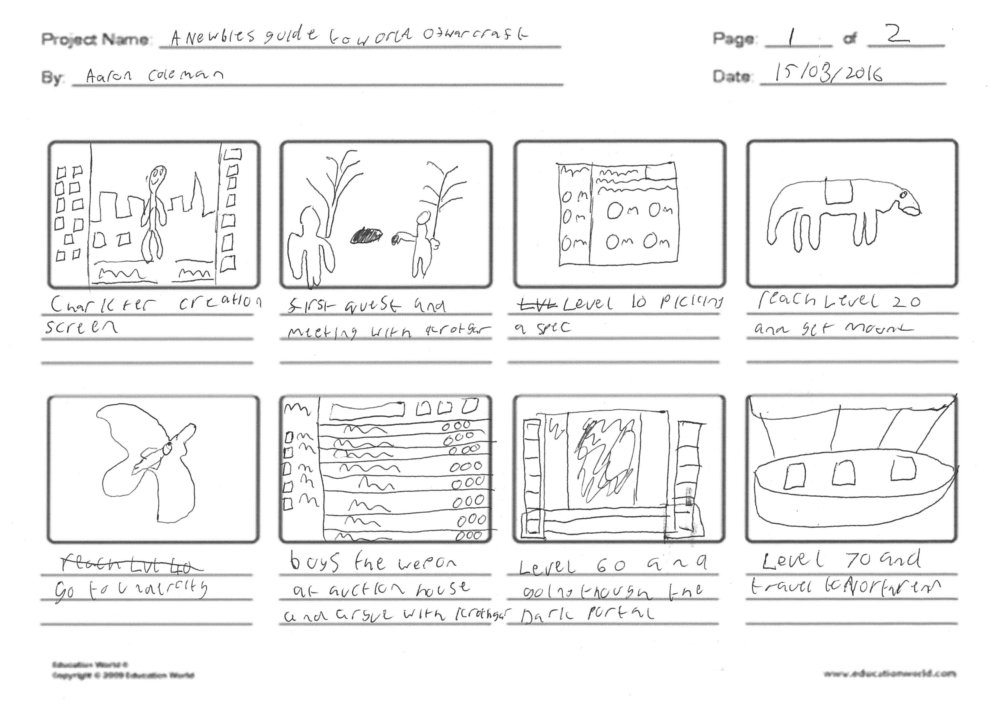 Project Name: A Newbies guide to world of warcraft
Page: 1 of 2
By: Aaron Coleman
Date: 15/03/2016
Charikter creation
screen
first quest and
meeting with krotgar
Lvl Level 10 picking
a spec
reach Level 20
and get mount
reach Lvl 40
Go to undercity
buys the wepon
at auction house
and argue with krothgar
Level 60 and
going though the
Dark portal
Level 70 and
travel to Northrend
Education World ®
Copyright © 2009 Education World
www.educationworld.com